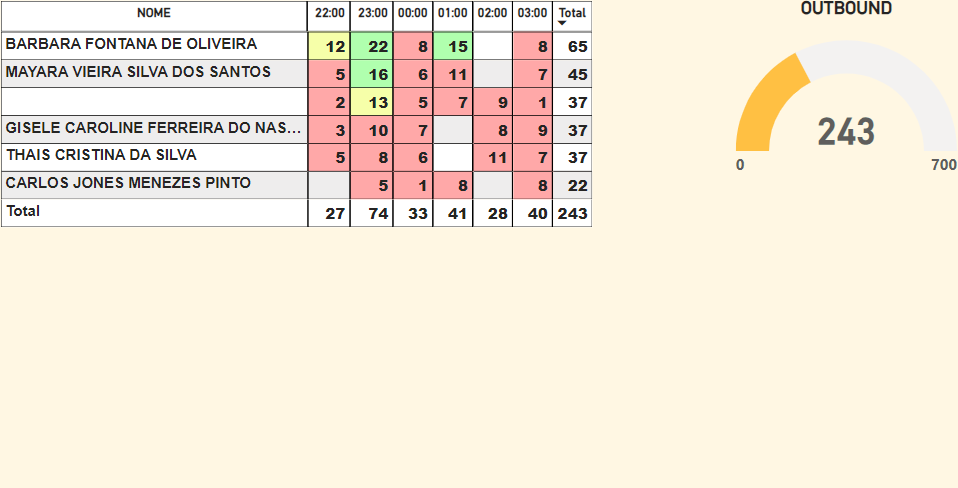 NOME 22:00 23:00 00:00 01:00 02:00 03:00 Total
BARBARA FONTANA DE OLIVEIRA 12 22 8 15 8 65
MAYARA VIEIRA SILVA DOS SANTOS 5 16 6 11 7 45
2 13 5 7 9 1 37
GISELE CAROLINE FERREIRA DO NAS... 3 10 7 8 9 37
THAIS CRISTINA DA SILVA 5 8 6 11 7 37
CARLOS JONES MENEZES PINTO 5 1 8 8 22
Total 27 74 33 41 28 40 243
OUTBOUND
243
0 700